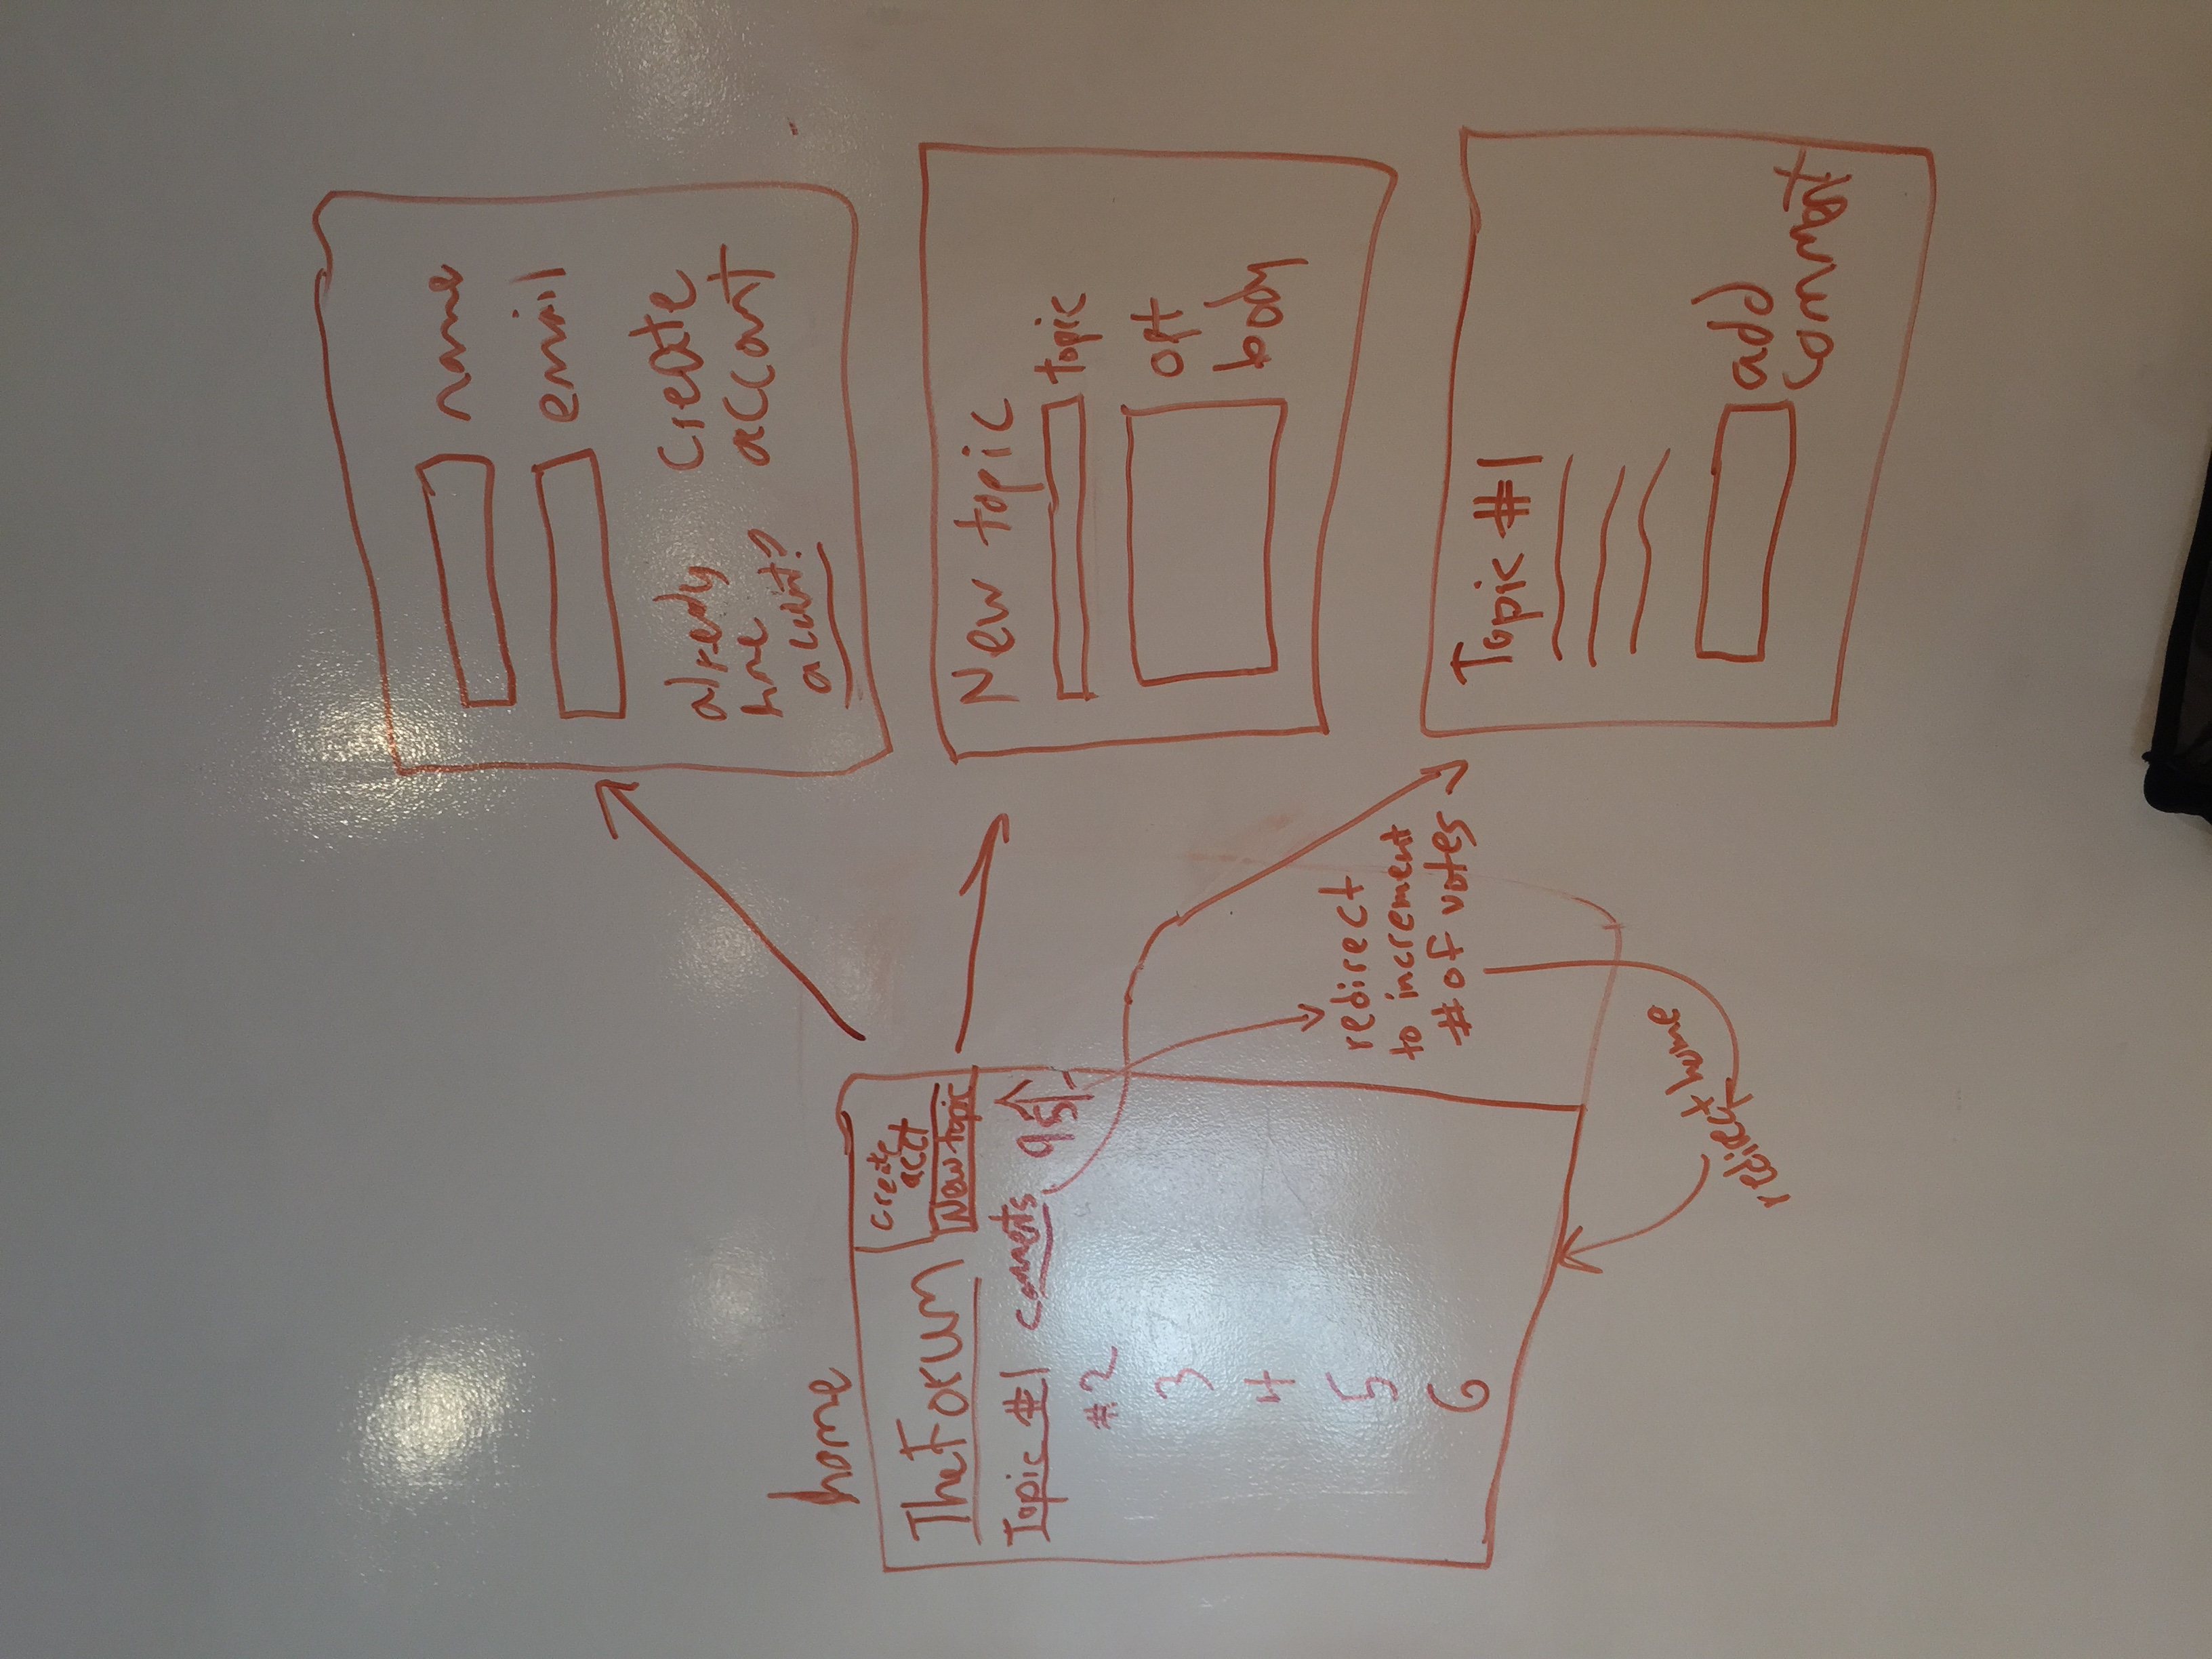 home
TheForum
create
acct
New topic
Topic #1 comments 95
#2
3
4
5
6
redirect
to increment
# of votes
redirect home
name
email
already
have
account?
create
account
New topic
topic
opt
body
Topic #1
add
comment